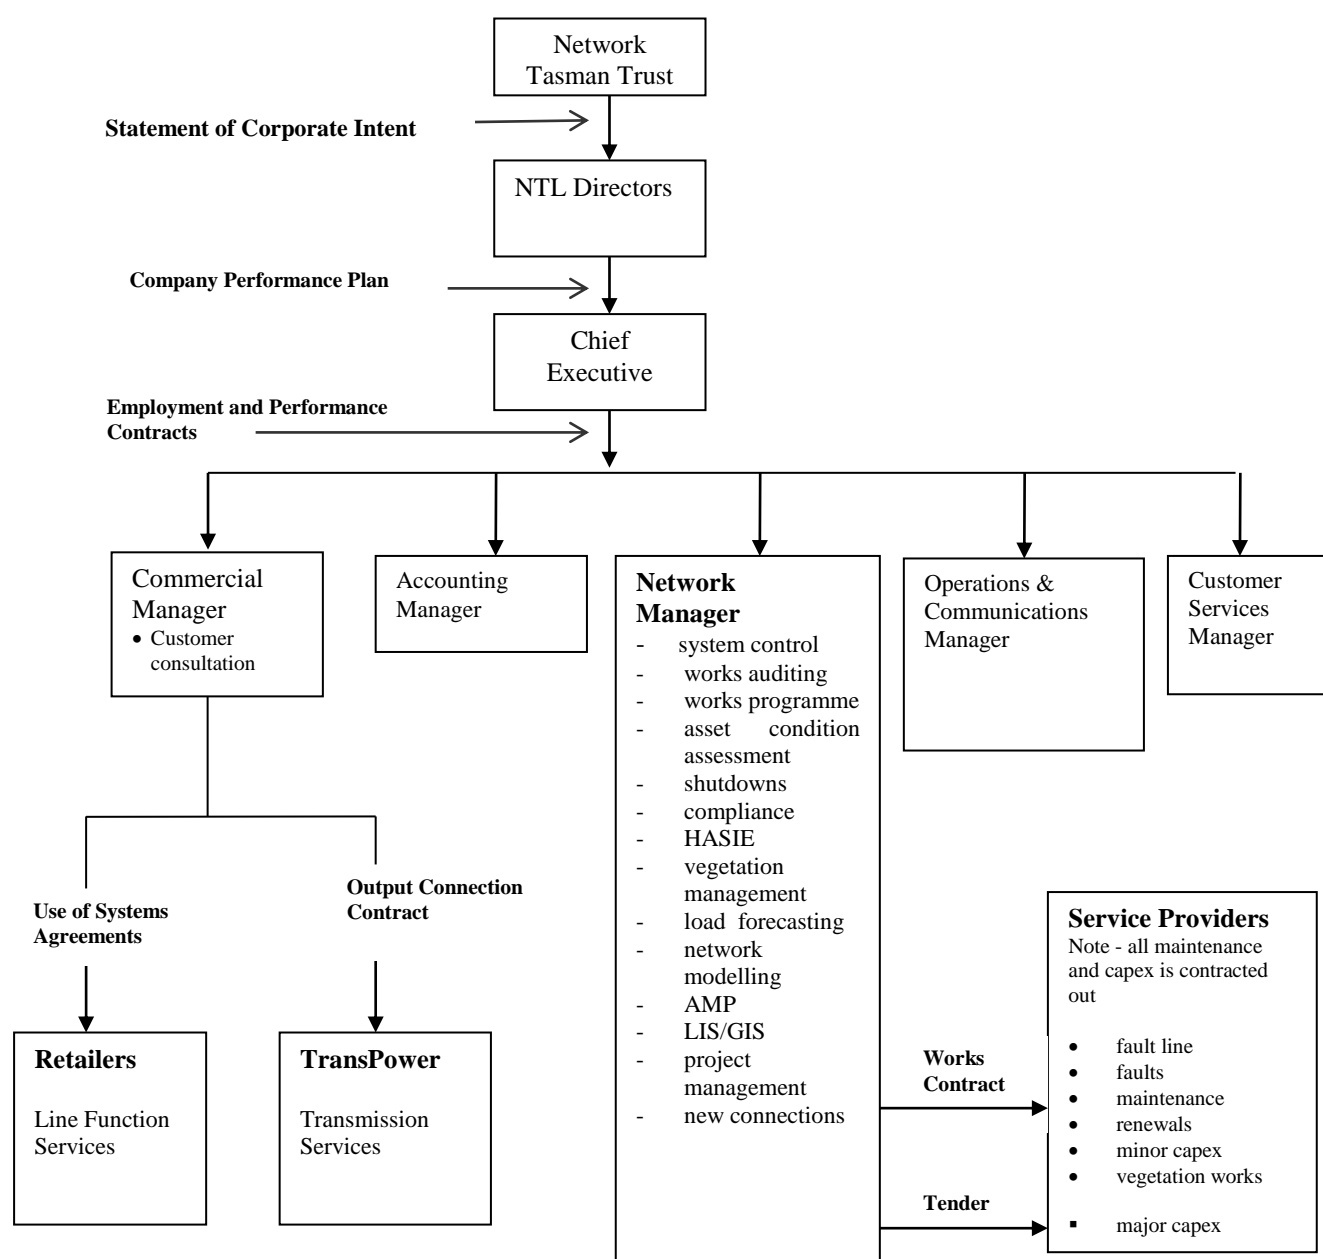 Network
Tasman Trust
Statement of Corporate Intent
NTL Directors
Company Performance Plan
Chief
Executive
Employment and Performance
Contracts
Commercial
Manager
• Customer
consultation
Accounting
Manager
Network
Manager
- system control
- works auditing
- works programme
- asset condition
assessment
- shutdowns
- compliance
- HASIE
- vegetation
management
- load forecasting
- network
modelling
- AMP
- LIS/GIS
- project
management
- new connections
Operations &
Communications
Manager
Customer
Services
Manager
Use of Systems
Agreements
Output Connection
Contract
Retailers
Line Function
Services
TransPower
Transmission
Services
Works
Contract
Tender
Service Providers
Note - all maintenance
and capex is contracted
out
• fault line
• faults
• maintenance
• renewals
• minor capex
• vegetation works
▪ major capex